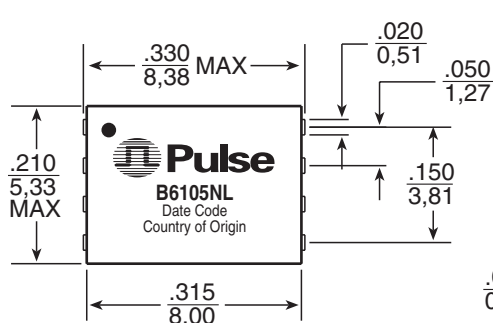 .330
8,38 MAX
.020
0,51
.050
1,27
.210
5,33
MAX
Pulse
B6105NL
Date Code
Country of Origin
.150
3,81
.315
8,00